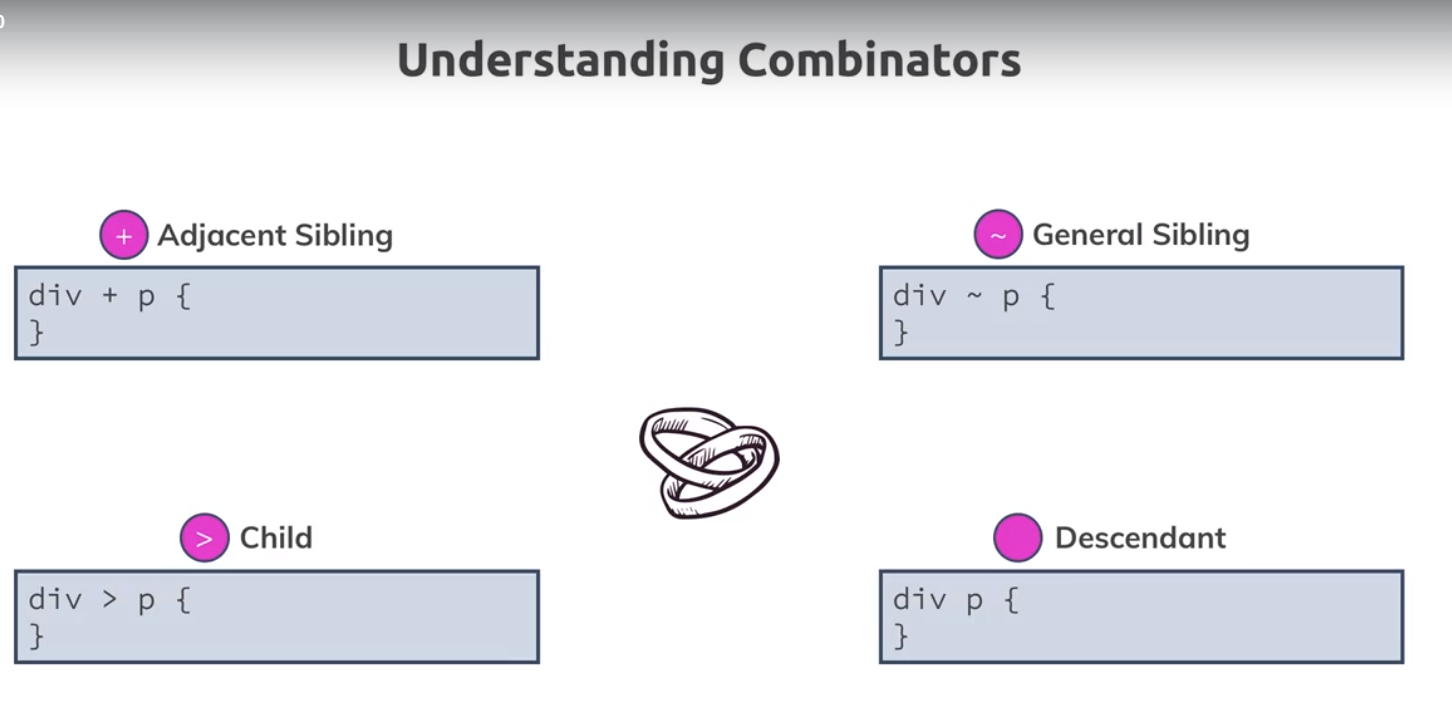 Understanding Combinators
+ Adjacent Sibling
div + p {
}
~ General Sibling
div ~ p {
}
> Child
div > p {
}
Descendant
div p {
}